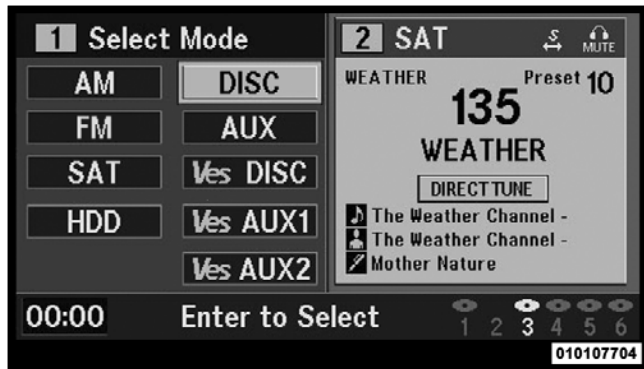 1 Select Mode
AM
DISC
FM
AUX
SAT
Ves DISC
HDD
Ves AUX1
Ves AUX2
2 SAT
S
MUTE
WEATHER
Preset 10
135
WEATHER
DIRECT TUNE
The Weather Channel -
The Weather Channel -
Mother Nature
00:00
Enter to Select
1 2 3 4 5 6
010107704